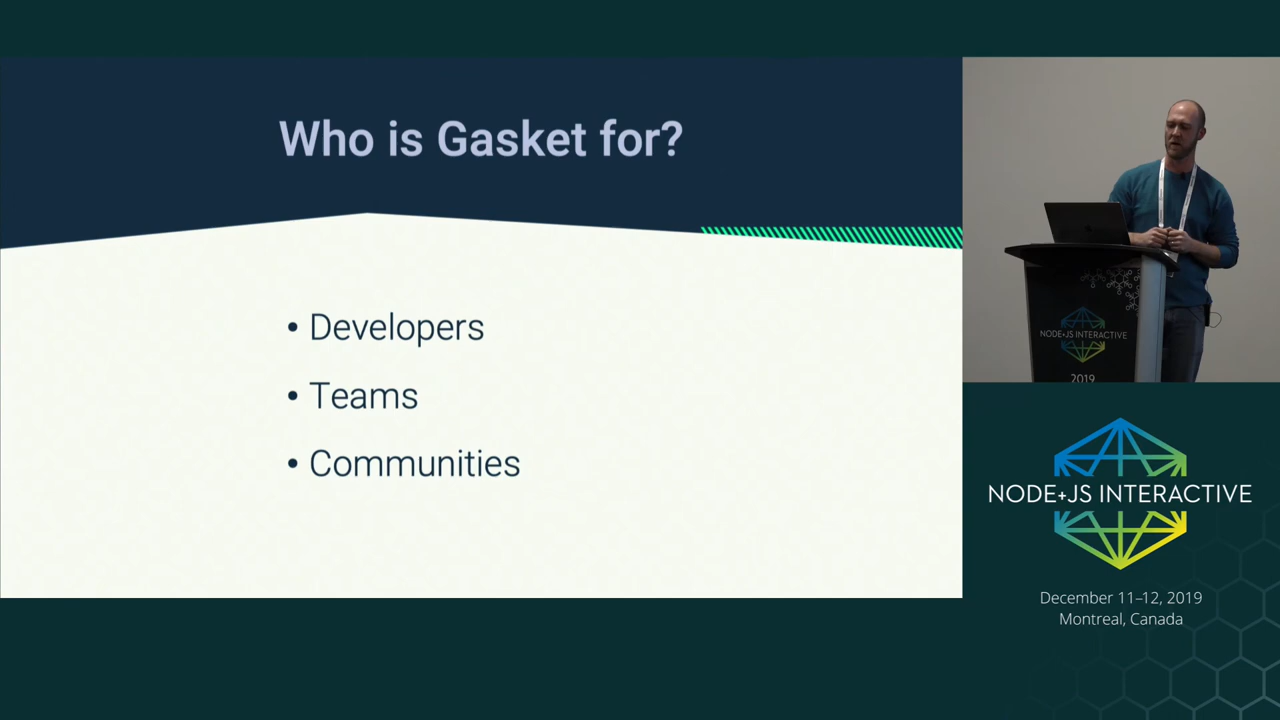 Who is Gasket for?
• Developers
• Teams
• Communities
NODE+JS INTERACTIVE
2019
NODE+JS INTERACTIVE
December 11–12, 2019
Montreal, Canada